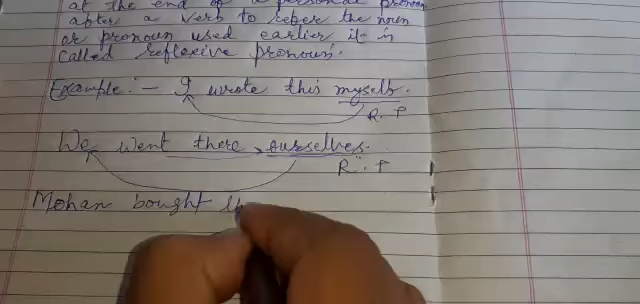 at the end of a personal pronoun
after a verb to refer the noun
or pronoun used earlier it is
called reflexive pronoun.
Example:- I wrote this myself.
R. P
We went there ourselves.
R. P
Mohan bought